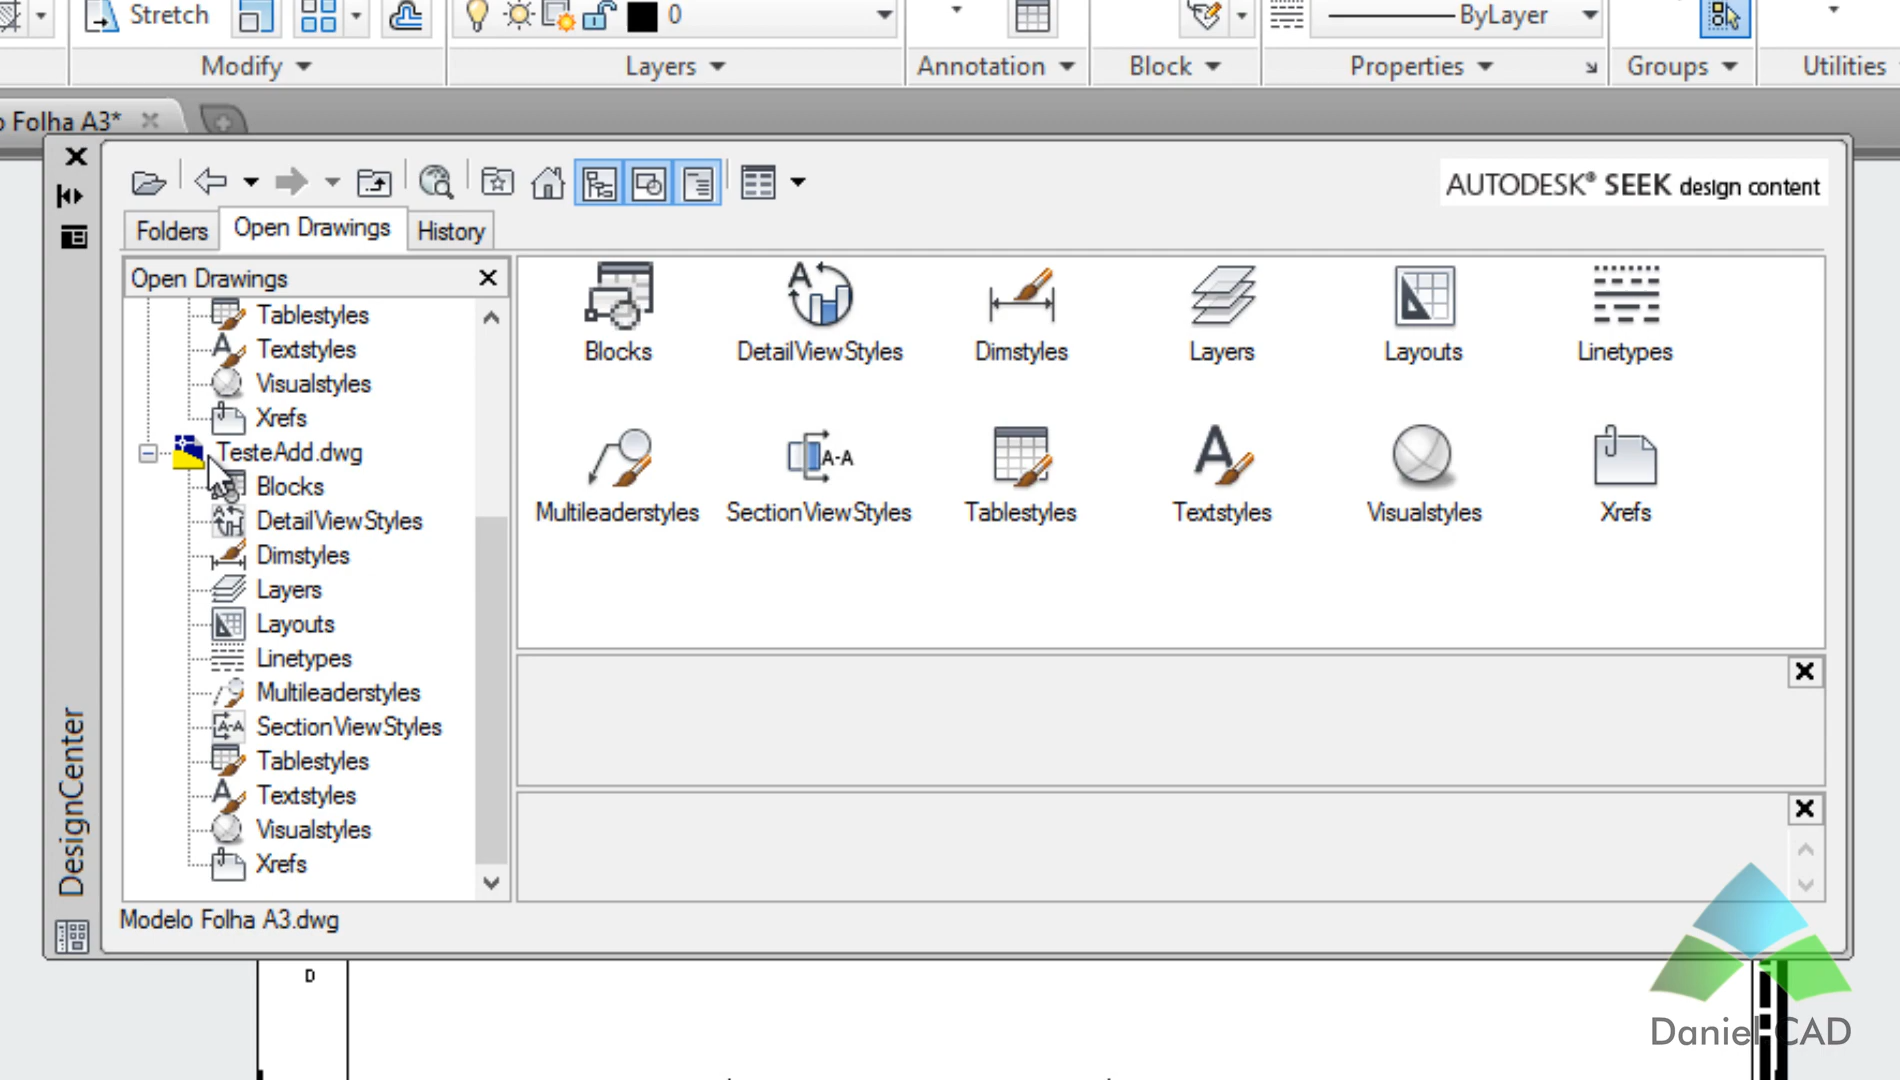 Stretch 0 ByLayer
Modify Layers Annotation Block Properties Groups Utilities
Folha A3*
AUTODESK® SEEK design content
Folders Open Drawings History
Open Drawings
Tablestyles
Textstyles
Visualstyles
Xrefs
TesteAdd.dwg
Blocks
DetailViewStyles
Dimstyles
Layers
Layouts
Linetypes
Multileaderstyles
SectionViewStyles
Tablestyles
Textstyles
Visualstyles
Xrefs
Blocks DetailViewStyles Dimstyles Layers Layouts Linetypes
Multileaderstyles SectionViewStyles Tablestyles Textstyles Visualstyles Xrefs
DesignCenter
Modelo Folha A3.dwg
D
Daniel CAD